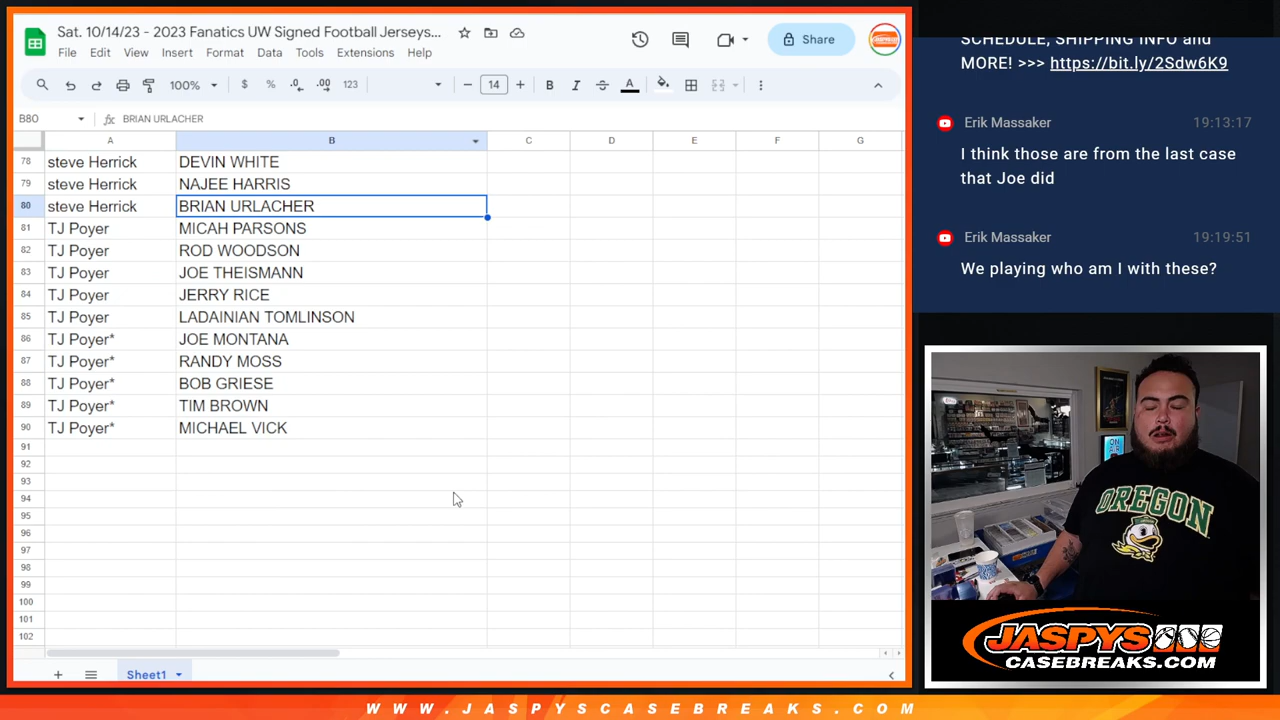 Sat. 10/14/23 - 2023 Fanatics UW Signed Football Jerseys...
File Edit View Insert Format Data Tools Extensions Help
Share
100% $ % .0 .00 123 14 B I A
B80 fx BRIAN URLACHER
A B C D E F G
78 steve Herrick DEVIN WHITE
79 steve Herrick NAJEE HARRIS
80 steve Herrick BRIAN URLACHER
81 TJ Poyer MICAH PARSONS
82 TJ Poyer ROD WOODSON
83 TJ Poyer JOE THEISMANN
84 TJ Poyer JERRY RICE
85 TJ Poyer LADAINIAN TOMLINSON
86 TJ Poyer* JOE MONTANA
87 TJ Poyer* RANDY MOSS
88 TJ Poyer* BOB GRIESE
89 TJ Poyer* TIM BROWN
90 TJ Poyer* MICHAEL VICK
91
92
93
94
95
96
97
98
99
100
101
102
Sheet1
SCHEDULE, SHIPPING INFO and
MORE! >>> https://bit.ly/2Sdw6K9
Erik Massaker 19:13:17
I think those are from the last case
that Joe did
Erik Massaker 19:19:51
We playing who am I with these?
ON
AIR
OREGON
JASPYS
CASEBREAKS.COM
WWW.JASPYSCASEBREAKS.COM